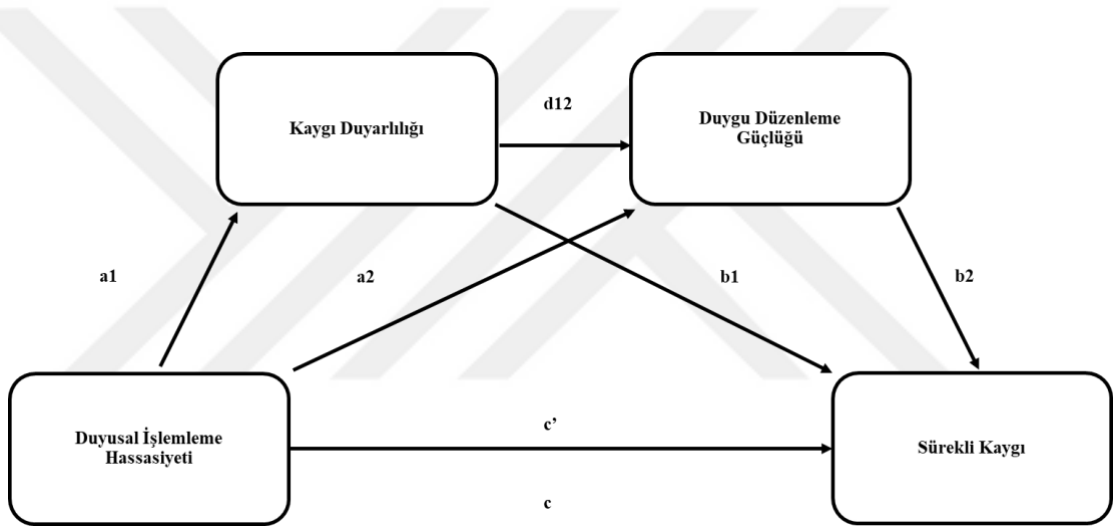 Kaygı Duyarlılığı
d12
Duygu Düzenleme
Güçlüğü
a1
a2
b1
b2
Duyusal İşlemleme
Hassasiyeti
c’
Sürekli Kaygı
c